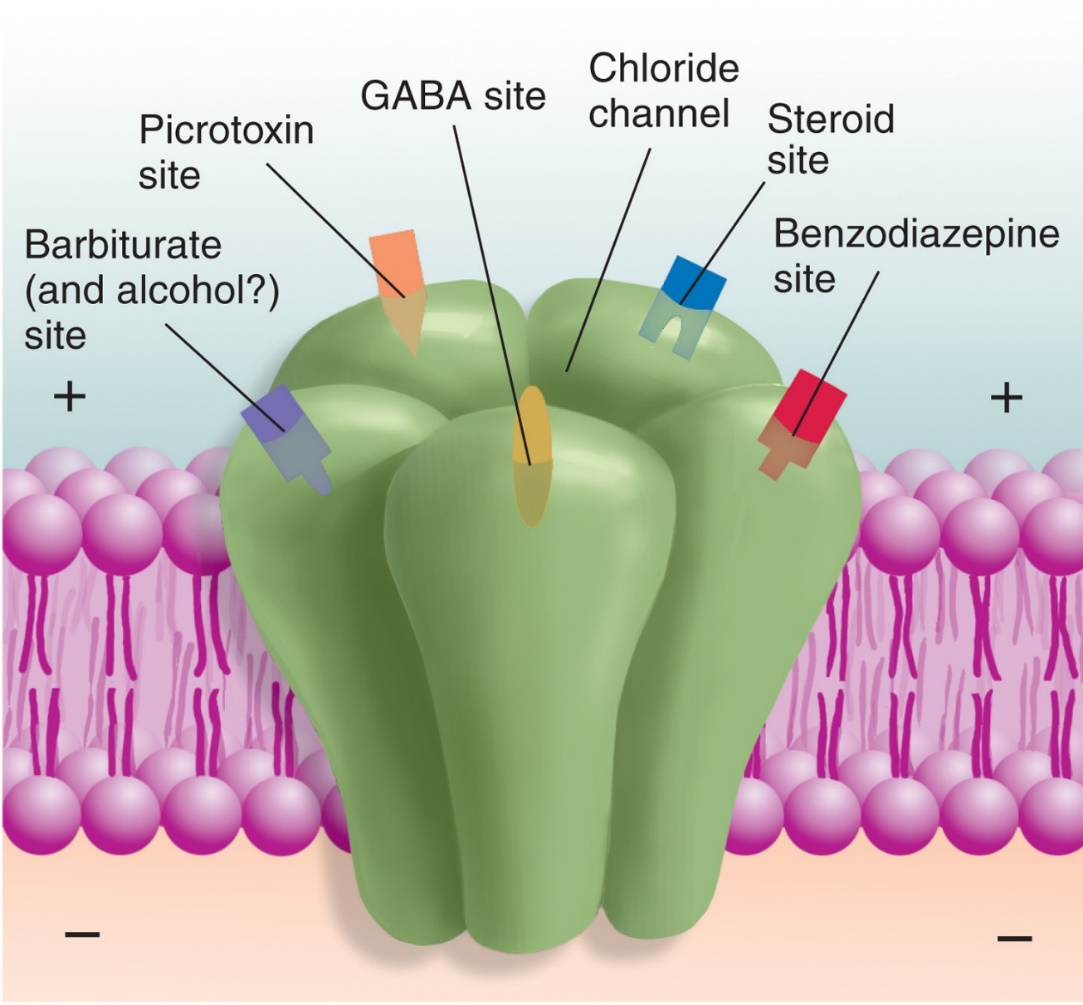 GABA site
Chloride
channel
Picrotoxin
site
Steroid
site
Barbiturate
(and alcohol?)
site
Benzodiazepine
site
+
+
−
−